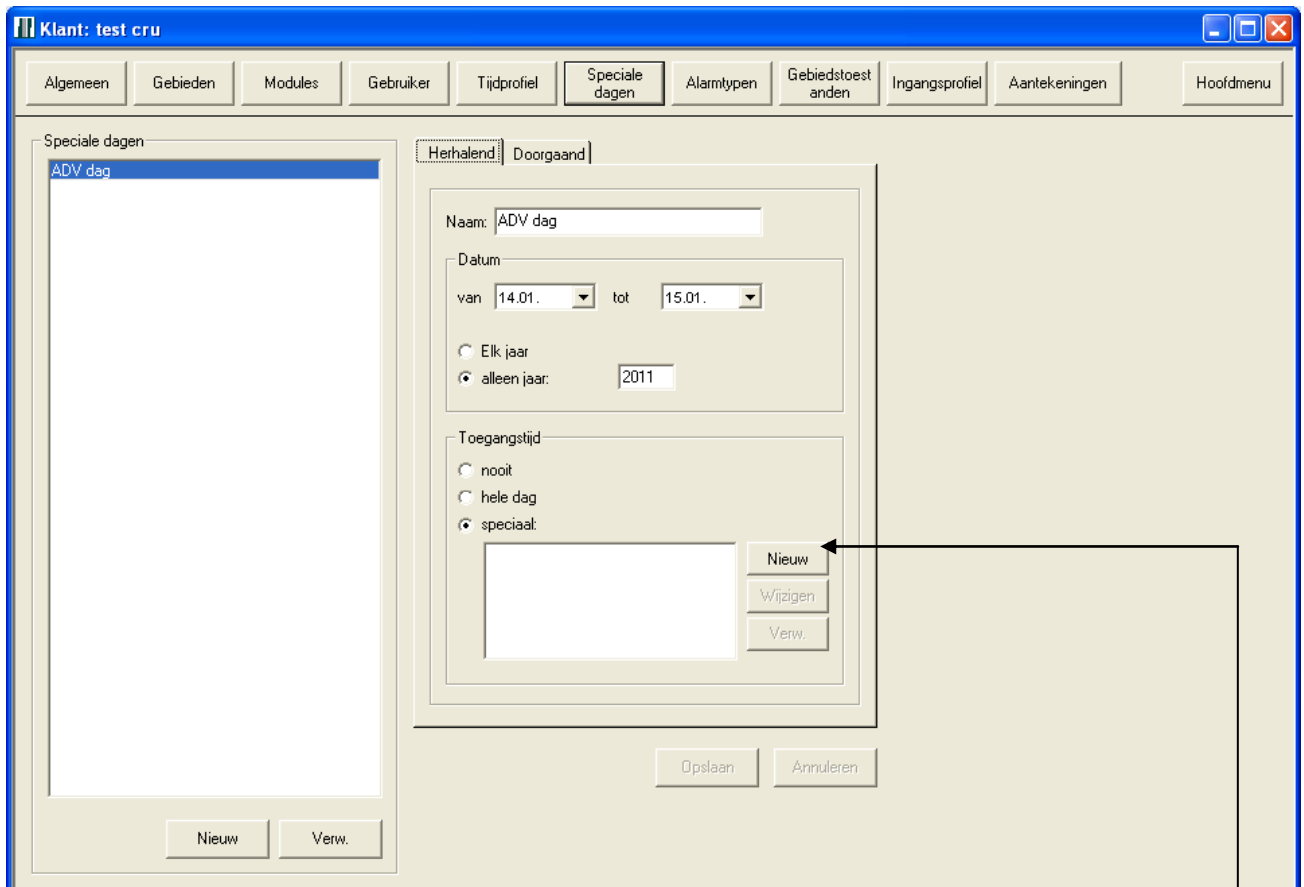 Klant: test cru
Algemeen
Gebieden
Modules
Gebruiker
Tijdprofiel
Speciale
dagen
Alarmtypen
Gebiedstoest
anden
Ingangsprofiel
Aantekeningen
Hoofdmenu
Speciale dagen
ADV dag
Nieuw
Verw.
Herhalend
Doorgaand
Naam: ADV dag
Datum
van 14.01. tot 15.01.
Elk jaar
alleen jaar: 2011
Toegangstijd
nooit
hele dag
speciaal:
Nieuw
Wijzigen
Verw.
Opslaan
Annuleren